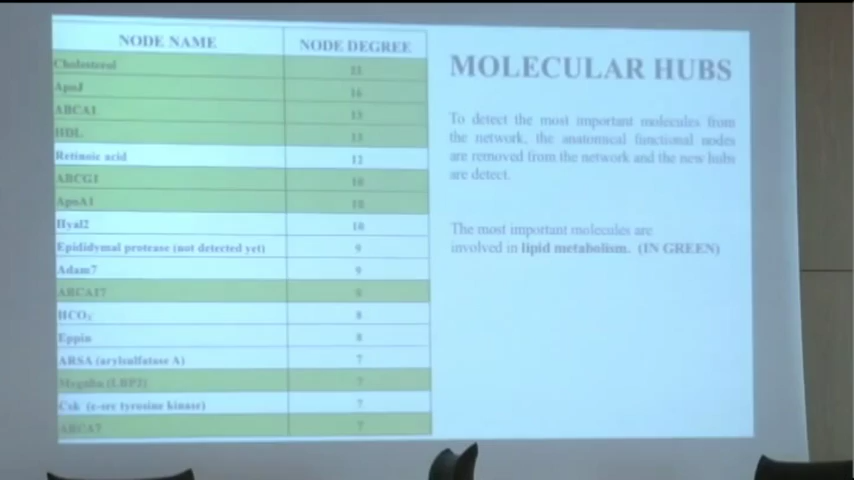 NODE NAME NODE DEGREE
Cholesterol
ApoJ 16
ABCA1 13
HDL 13
Retinoic acid 12
ABCG1 10
ApoA1 10
Hyal2 10
Epididymal protease (not detected yet) 9
Adam7 9
ABCA17 9
HCO₃ 8
Eppin 8
ARSA (arylsulfatase A) 7
Megalin (LRP2) 7
Csk (c-src tyrosine kinase) 7
ABCA7 7
MOLECULAR HUBS
To detect the most important molecules from
the network, the anatomical functional nodes
are removed from the network and the new hubs
are detect.
The most important molecules are
involved in lipid metabolism. (IN GREEN)